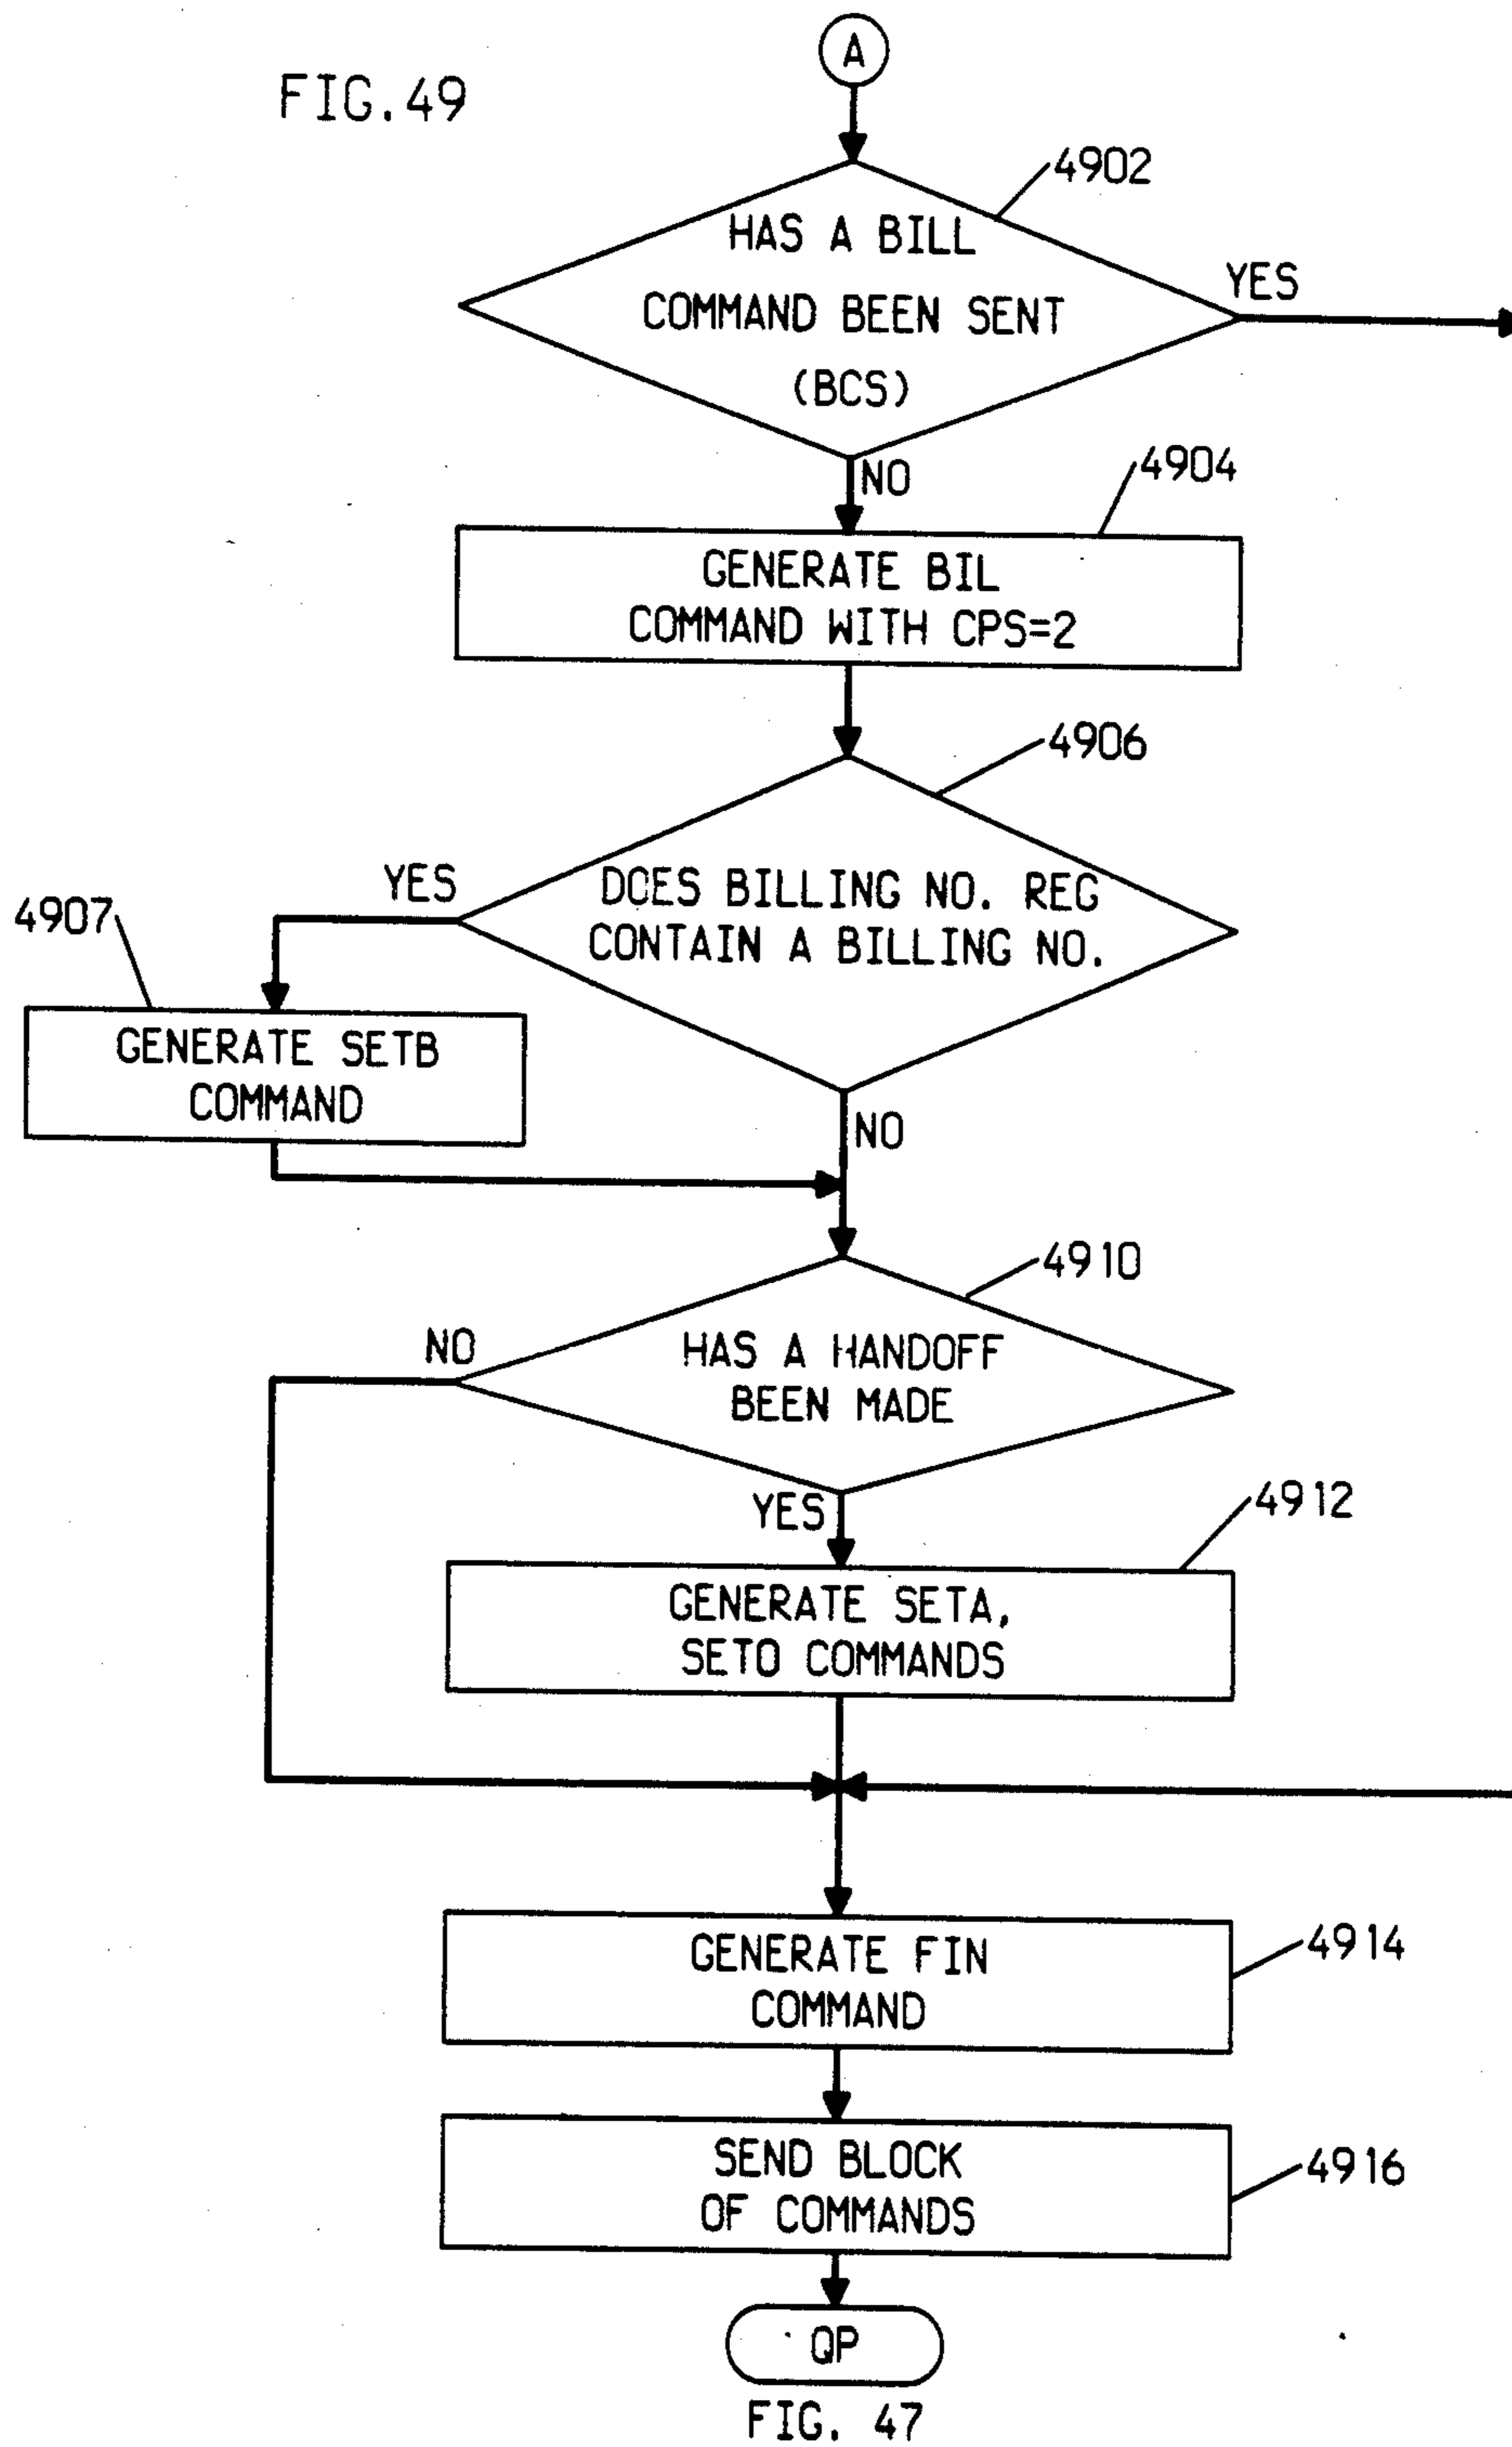 A
FIG.49
4902
HAS A BILL
COMMAND BEEN SENT
(BCS)
YES
NO
4904
GENERATE BIL
COMMAND WITH CPS=2
4906
YES
DOES BILLING NO. REG
CONTAIN A BILLING NO.
4907
GENERATE SETB
COMMAND
NO
4910
NO
HAS A HANDOFF
BEEN MADE
YES
4912
GENERATE SETA,
SETO COMMANDS
GENERATE FIN
COMMAND
4914
SEND BLOCK
OF COMMANDS
4916
QP
FIG. 47